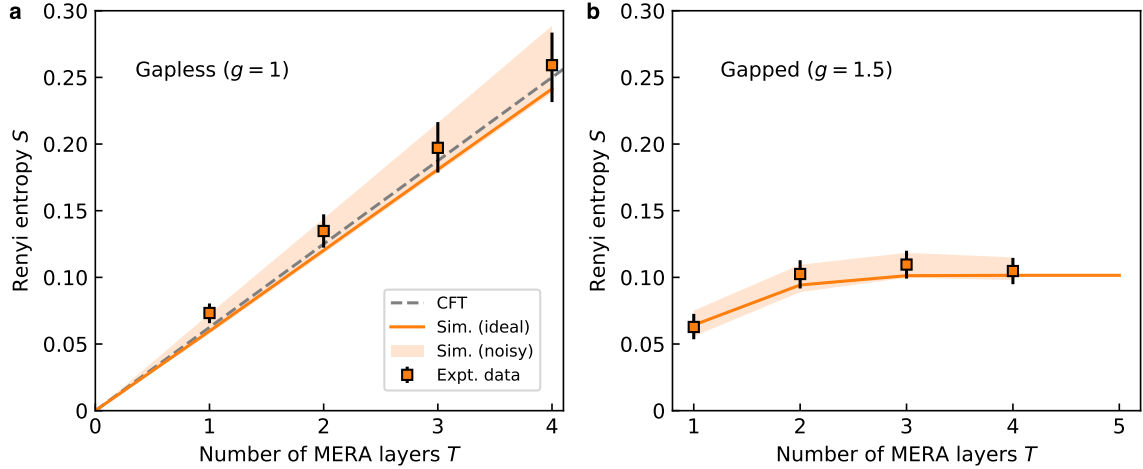 a
0.30
0.25
0.20
0.15
0.10
0.05
0
Renyi entropy S
Gapless (g = 1)
CFT
Sim. (ideal)
Sim. (noisy)
Expt. data
0 1 2 3 4
Number of MERA layers T
b
0.30
0.25
0.20
0.15
0.10
0.05
0
Renyi entropy S
Gapped (g = 1.5)
1 2 3 4 5
Number of MERA layers T